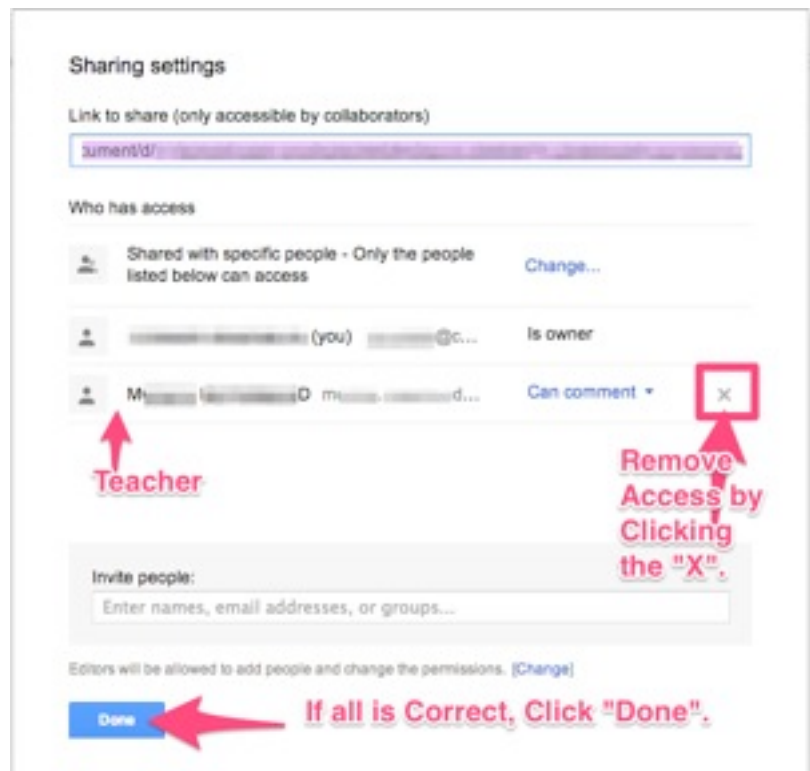 Sharing settings
Link to share (only accessible by collaborators)
cument/d/
Who has access
Shared with specific people - Only the people
listed below can access
Change...
(you) @c...
Is owner
Can comment
Teacher
Remove
Access by
Clicking
the "X".
Invite people:
Enter names, email addresses, or groups...
Editors will be allowed to add people and change the permissions. [Change]
Done
If all is Correct, Click "Done".